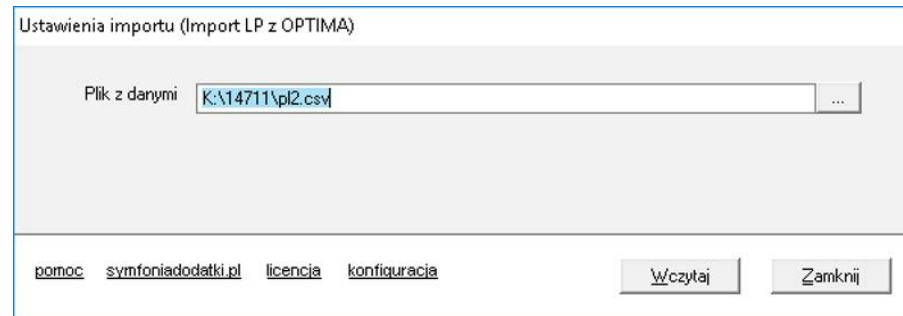 Ustawienia importu (Import LP z OPTIMA)
Plik z danymi K:\14711\pl2.csv ...
pomoc symfoniadodatki.pl licencja konfiguracja Wczytaj Zamknij